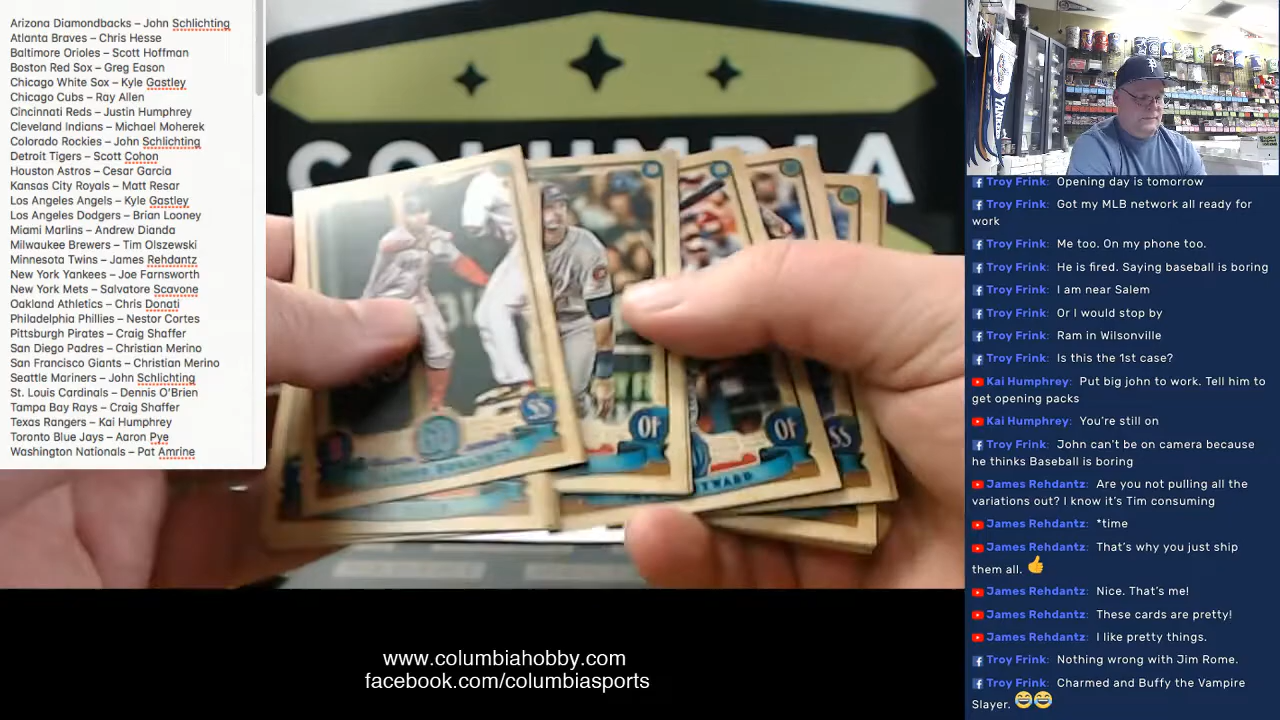 Arizona Diamondbacks – John Schlichting
Atlanta Braves – Chris Hesse
Baltimore Orioles – Scott Hoffman
Boston Red Sox – Greg Eason
Chicago White Sox – Kyle Gastley
Chicago Cubs – Ray Allen
Cincinnati Reds – Justin Humphrey
Cleveland Indians – Michael Moherek
Colorado Rockies – John Schlichting
Detroit Tigers – Scott Cohon
Houston Astros – Cesar Garcia
Kansas City Royals – Matt Resar
Los Angeles Angels – Kyle Gastley
Los Angeles Dodgers – Brian Looney
Miami Marlins – Andrew Dianda
Milwaukee Brewers – Tim Olszewski
Minnesota Twins – James Rehdantz
New York Yankees – Joe Farnsworth
New York Mets – Salvatore Scavone
Oakland Athletics – Chris Donati
Philadelphia Phillies – Nestor Cortes
Pittsburgh Pirates – Craig Shaffer
San Diego Padres – Christian Merino
San Francisco Giants – Christian Merino
Seattle Mariners – John Schlichting
St. Louis Cardinals – Dennis O'Brien
Tampa Bay Rays – Craig Shaffer
Texas Rangers – Kai Humphrey
Toronto Blue Jays – Aaron Pye
Washington Nationals – Pat Amrine
COLUMBIA
SS
OF
OF
SS
www.columbiahobby.com
facebook.com/columbiasports
Troy Frink: Opening day is tomorrow
Troy Frink: Got my MLB network all ready for
work
Troy Frink: Me too. On my phone too.
Troy Frink: He is fired. Saying baseball is boring
Troy Frink: I am near Salem
Troy Frink: Or I would stop by
Troy Frink: Ram in Wilsonville
Troy Frink: Is this the 1st case?
Kai Humphrey: Put big john to work. Tell him to
get opening packs
Kai Humphrey: You're still on
Troy Frink: John can't be on camera because
he thinks Baseball is boring
James Rehdantz: Are you not pulling all the
variations out? I know it's Tim consuming
James Rehdantz: *time
James Rehdantz: That's why you just ship
them all. 👍
James Rehdantz: Nice. That's me!
James Rehdantz: These cards are pretty!
James Rehdantz: I like pretty things.
Troy Frink: Nothing wrong with Jim Rome.
Troy Frink: Charmed and Buffy the Vampire
Slayer. 😂😂